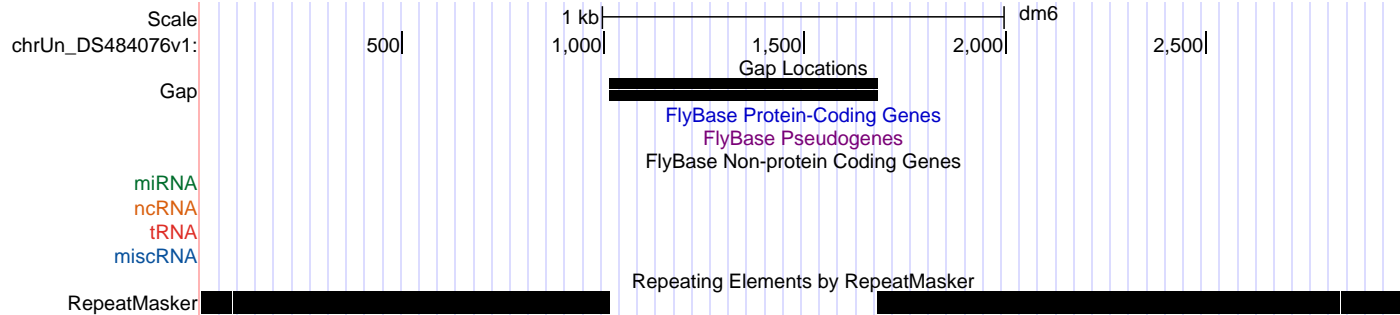 Scale 1 kb dm6
chrUn_DS484076v1: 500 1,000 1,500 2,000 2,500
Gap Locations
Gap
FlyBase Protein-Coding Genes
FlyBase Pseudogenes
FlyBase Non-protein Coding Genes
miRNA
ncRNA
tRNA
miscRNA
Repeating Elements by RepeatMasker
RepeatMasker